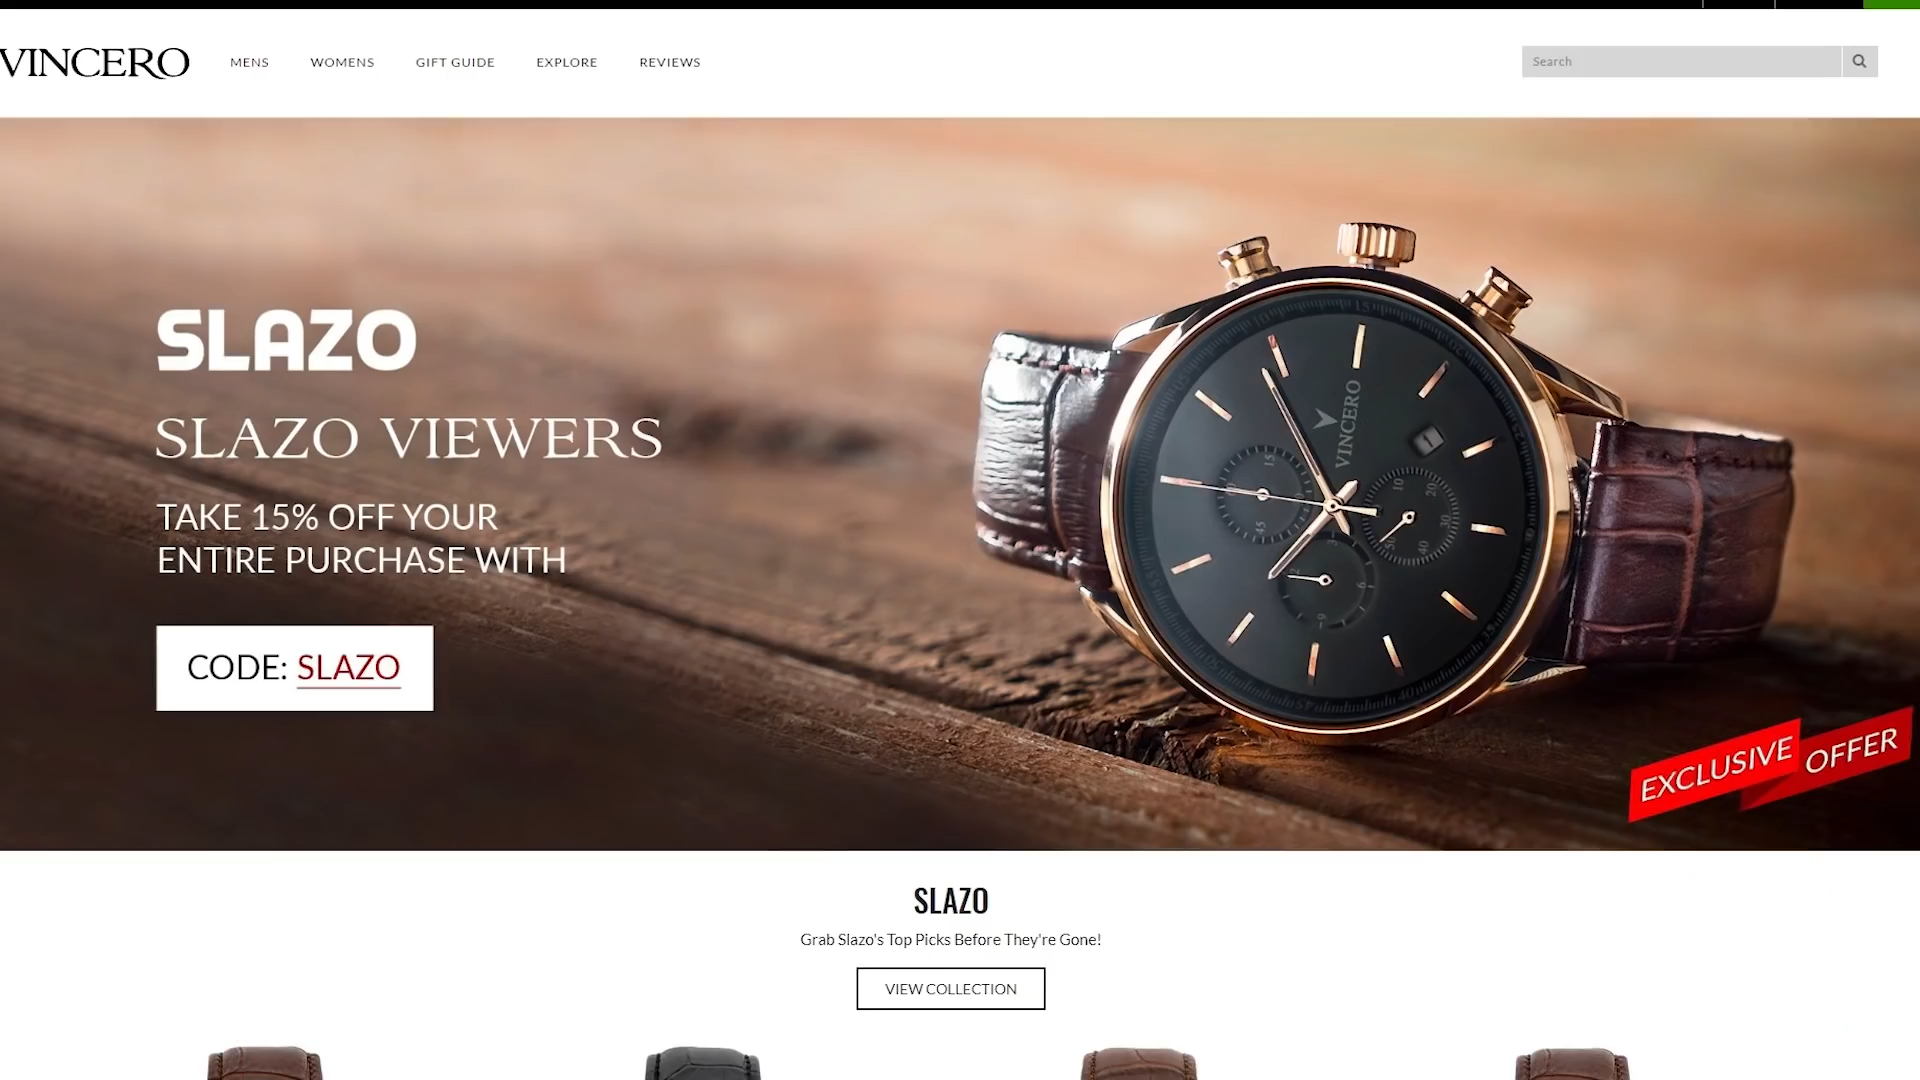 VINCERO
MENS
WOMENS
GIFT GUIDE
EXPLORE
REVIEWS
Search
SLAZO
SLAZO VIEWERS
TAKE 15% OFF YOUR
ENTIRE PURCHASE WITH
CODE: SLAZO
VINCERO
1
EXCLUSIVE OFFER
SLAZO
Grab Slazo's Top Picks Before They're Gone!
VIEW COLLECTION